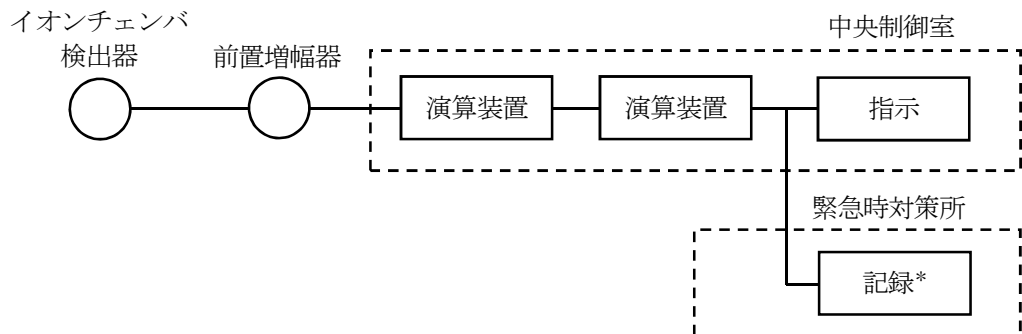 イオンチェンバ
検出器
前置増幅器
中央制御室
演算装置
演算装置
指示
緊急時対策所
記録*